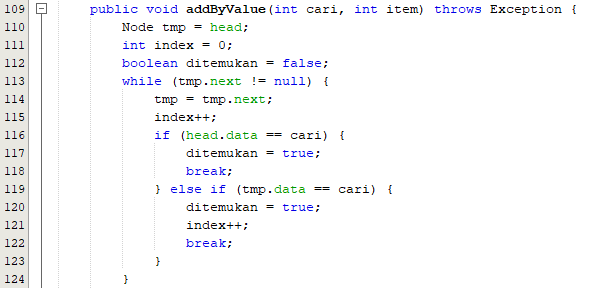 109 public void addByValue(int cari, int item) throws Exception {
110 Node tmp = head;
111 int index = 0;
112 boolean ditemukan = false;
113 while (tmp.next != null) {
114 tmp = tmp.next;
115 index++;
116 if (head.data == cari) {
117 ditemukan = true;
118 break;
119 } else if (tmp.data == cari) {
120 ditemukan = true;
121 index++;
122 break;
123 }
124 }